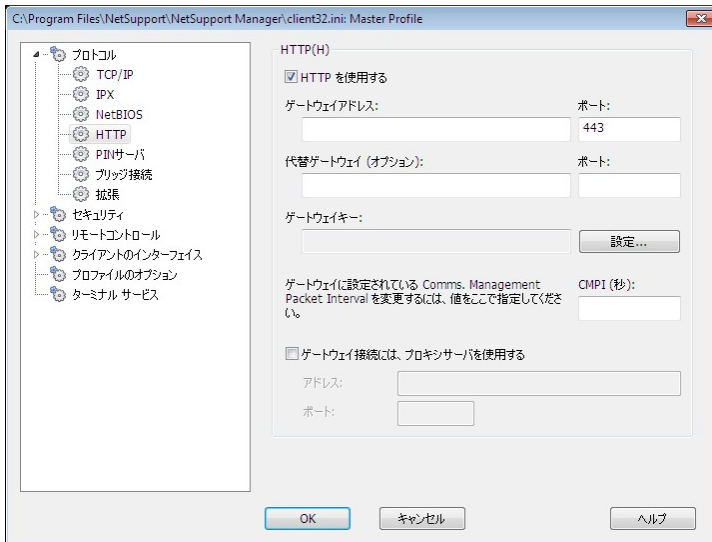 C:\Program Files\NetSupport\NetSupport Manager\client32.ini: Master Profile
プロトコル
TCP/IP
IPX
NetBIOS
HTTP
PINサーバ
ブリッジ接続
拡張
セキュリティ
リモートコントロール
クライアントのインターフェイス
プロファイルのオプション
ターミナル サービス
HTTP(H)
HTTP を使用する
ゲートウェイアドレス:
ポート:
443
代替ゲートウェイ (オプション):
ポート:
ゲートウェイキー:
設定...
ゲートウェイに設定されている Comms. Management
Packet Interval を変更するには、値をここで指定してくださ
い。
CMPI (秒):
ゲートウェイ接続には、プロキシサーバを使用する
アドレス:
ポート:
OK
キャンセル
ヘルプ